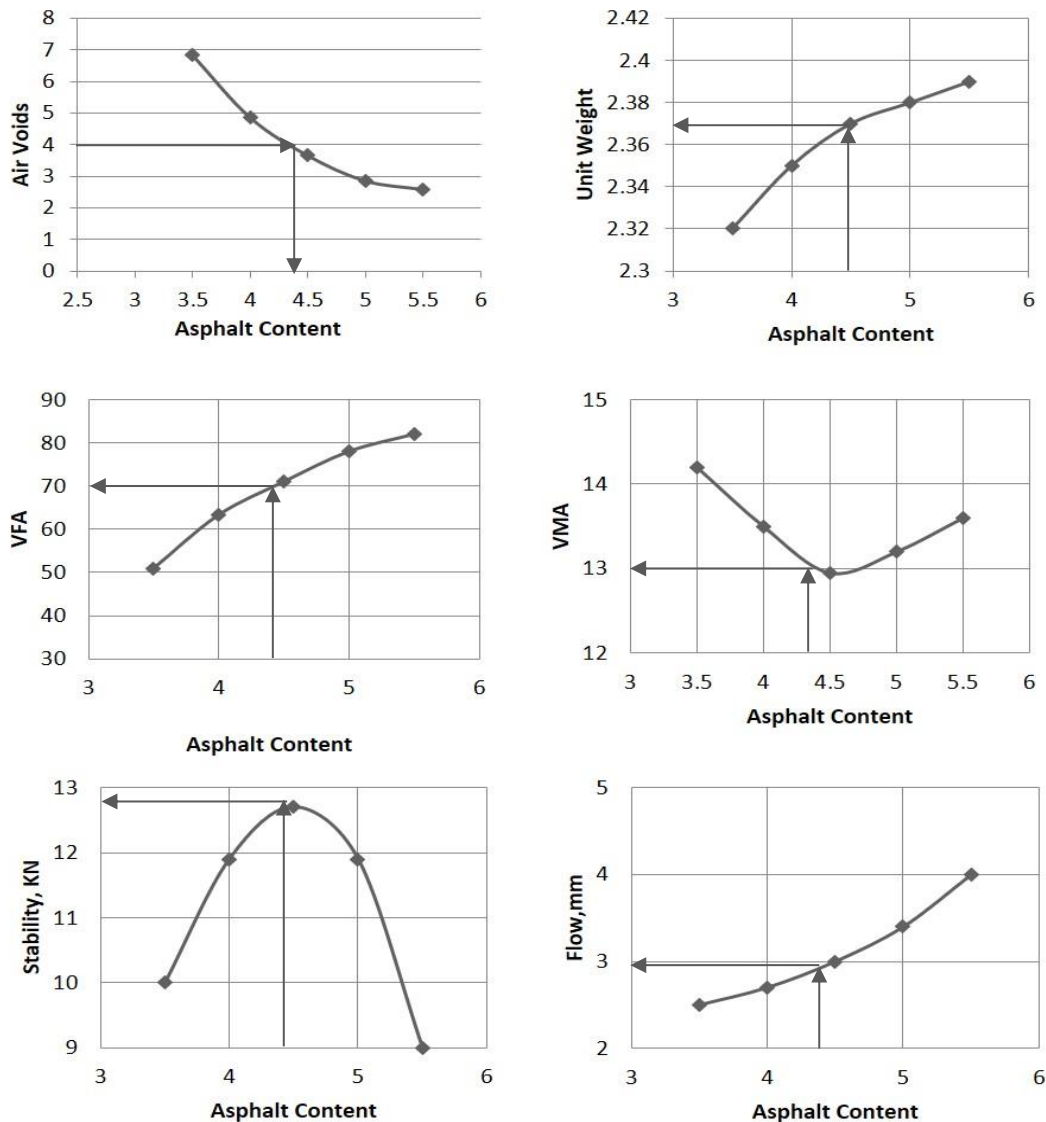 8
7
6
5
4
3
2
1
0
Air Voids
2.5 3 3.5 4 4.5 5 5.5 6
Asphalt Content
2.42
2.4
2.38
2.36
2.34
2.32
2.3
Unit Weight
3 4 5 6
Asphalt Content
90
80
70
60
50
40
30
VFA
3 4 5 6
Asphalt Content
15
14
13
12
VMA
3 3.5 4 4.5 5 5.5 6
Asphalt Content
13
12
11
10
9
Stability, KN
3 4 5 6
Asphalt Content
5
4
3
2
Flow,mm
3 4 5 6
Asphalt Content